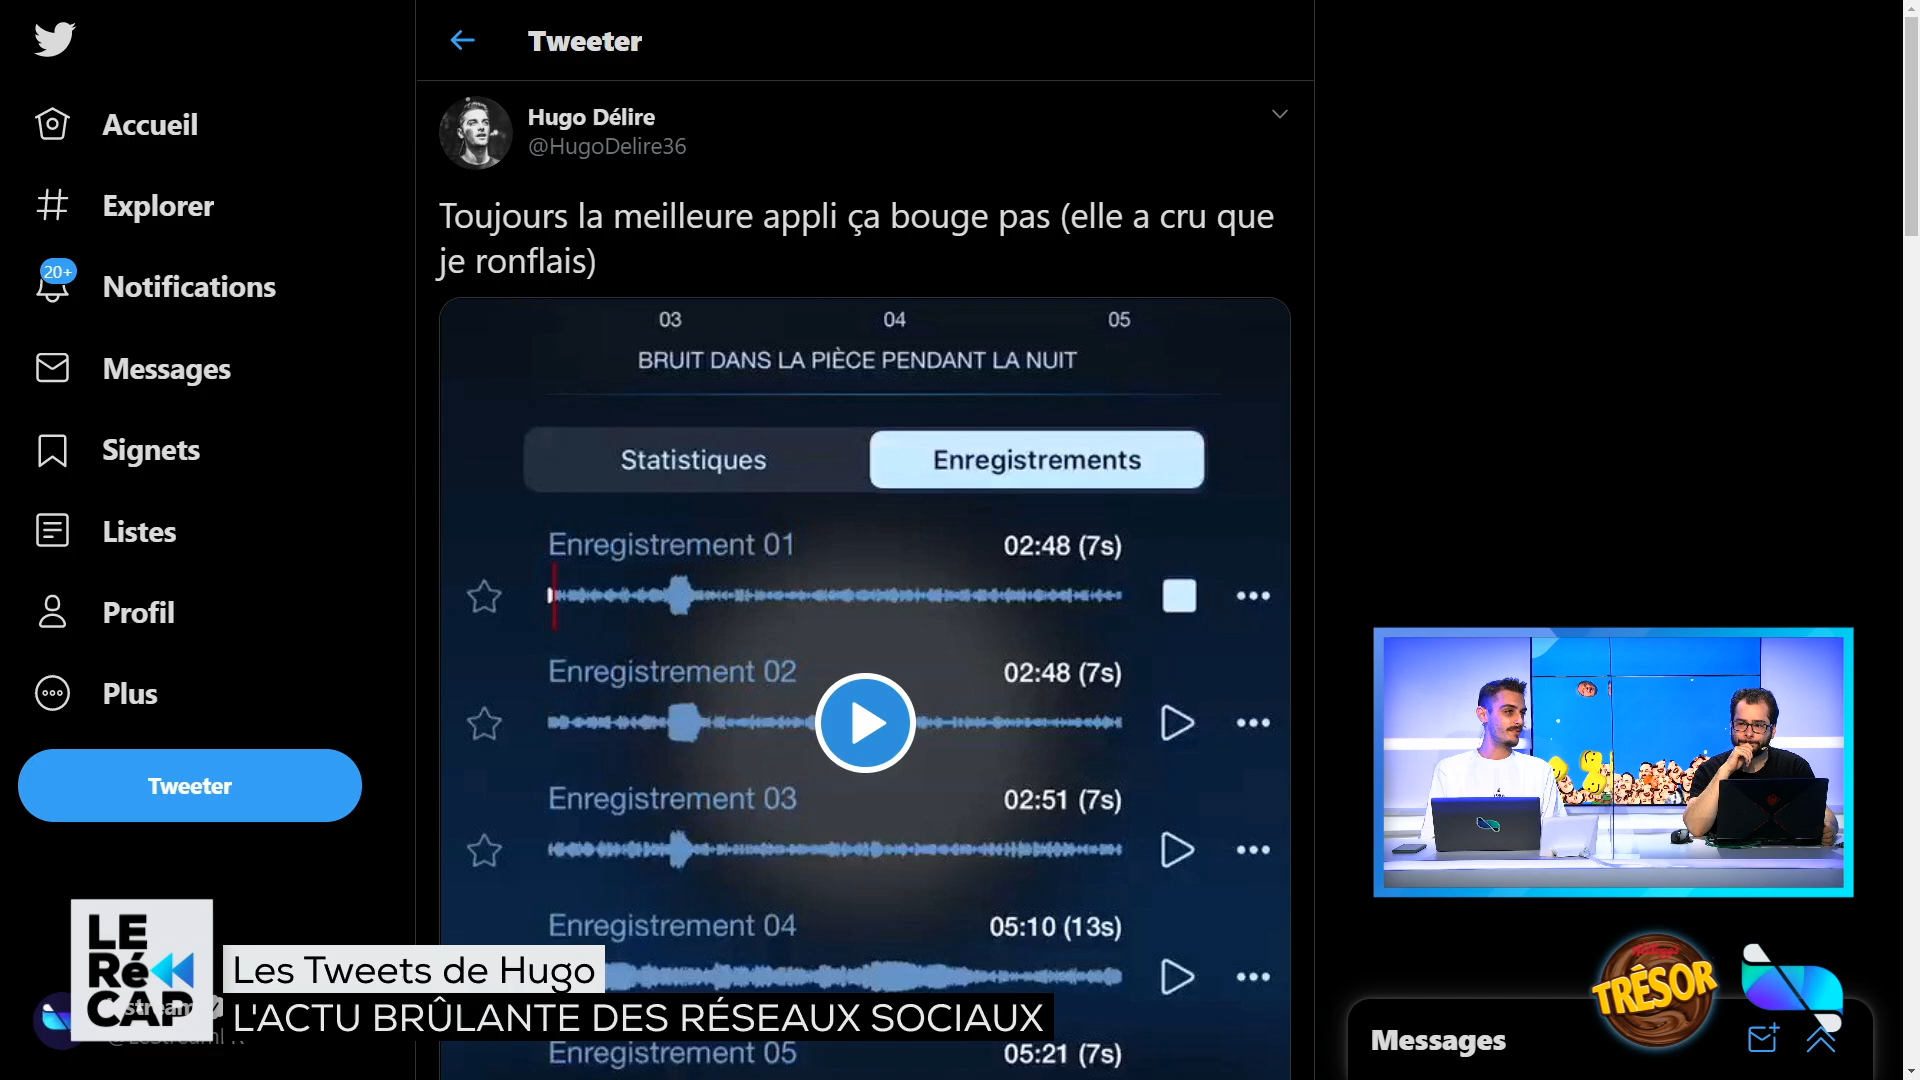 Tweeter
Hugo Délire
@HugoDelire36
Accueil
Explorer
20+
Notifications
Messages
Signets
Listes
Profil
Plus
Tweeter
Toujours la meilleure appli ça bouge pas (elle a cru que
je ronflais)
03 04 05
BRUIT DANS LA PIÈCE PENDANT LA NUIT
Statistiques Enregistrements
Enregistrement 01 02:48 (7s)
Enregistrement 02 02:48 (7s)
Enregistrement 03 02:51 (7s)
Enregistrement 04 05:10 (13s)
Enregistrement 05 05:21 (7s)
LE
Ré
CAP
Les Tweets de Hugo
L'ACTU BRÛLANTE DES RÉSEAUX SOCIAUX
TRÉSOR
Messages